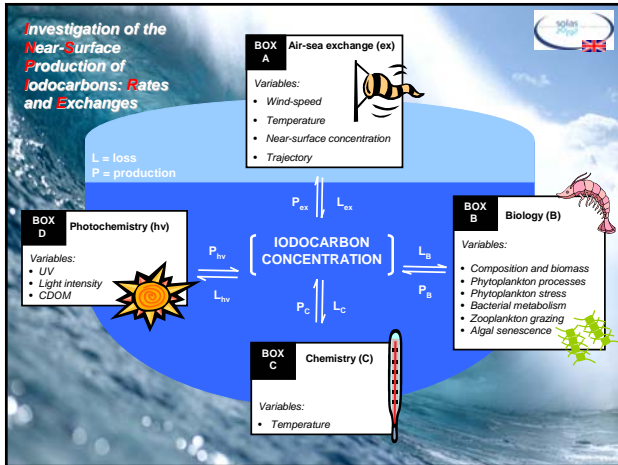 Investigation of the
Near-Surface
Production of
Iodocarbons: Rates
and Exchanges
solas
BOX
A
Air-sea exchange (ex)
Variables:
• Wind-speed
• Temperature
• Near-surface concentration
• Trajectory
L = loss
P = production
Pex
Lex
BOX
D
Photochemistry (hv)
Variables:
• UV
• Light intensity
• CDOM
Phv
Lhv
IODOCARBON
CONCENTRATION
LB
PB
BOX
B
Biology (B)
Variables:
• Composition and biomass
• Phytoplankton processes
• Phytoplankton stress
• Bacterial metabolism
• Zooplankton grazing
• Algal senescence
PC
LC
BOX
C
Chemistry (C)
Variables:
• Temperature